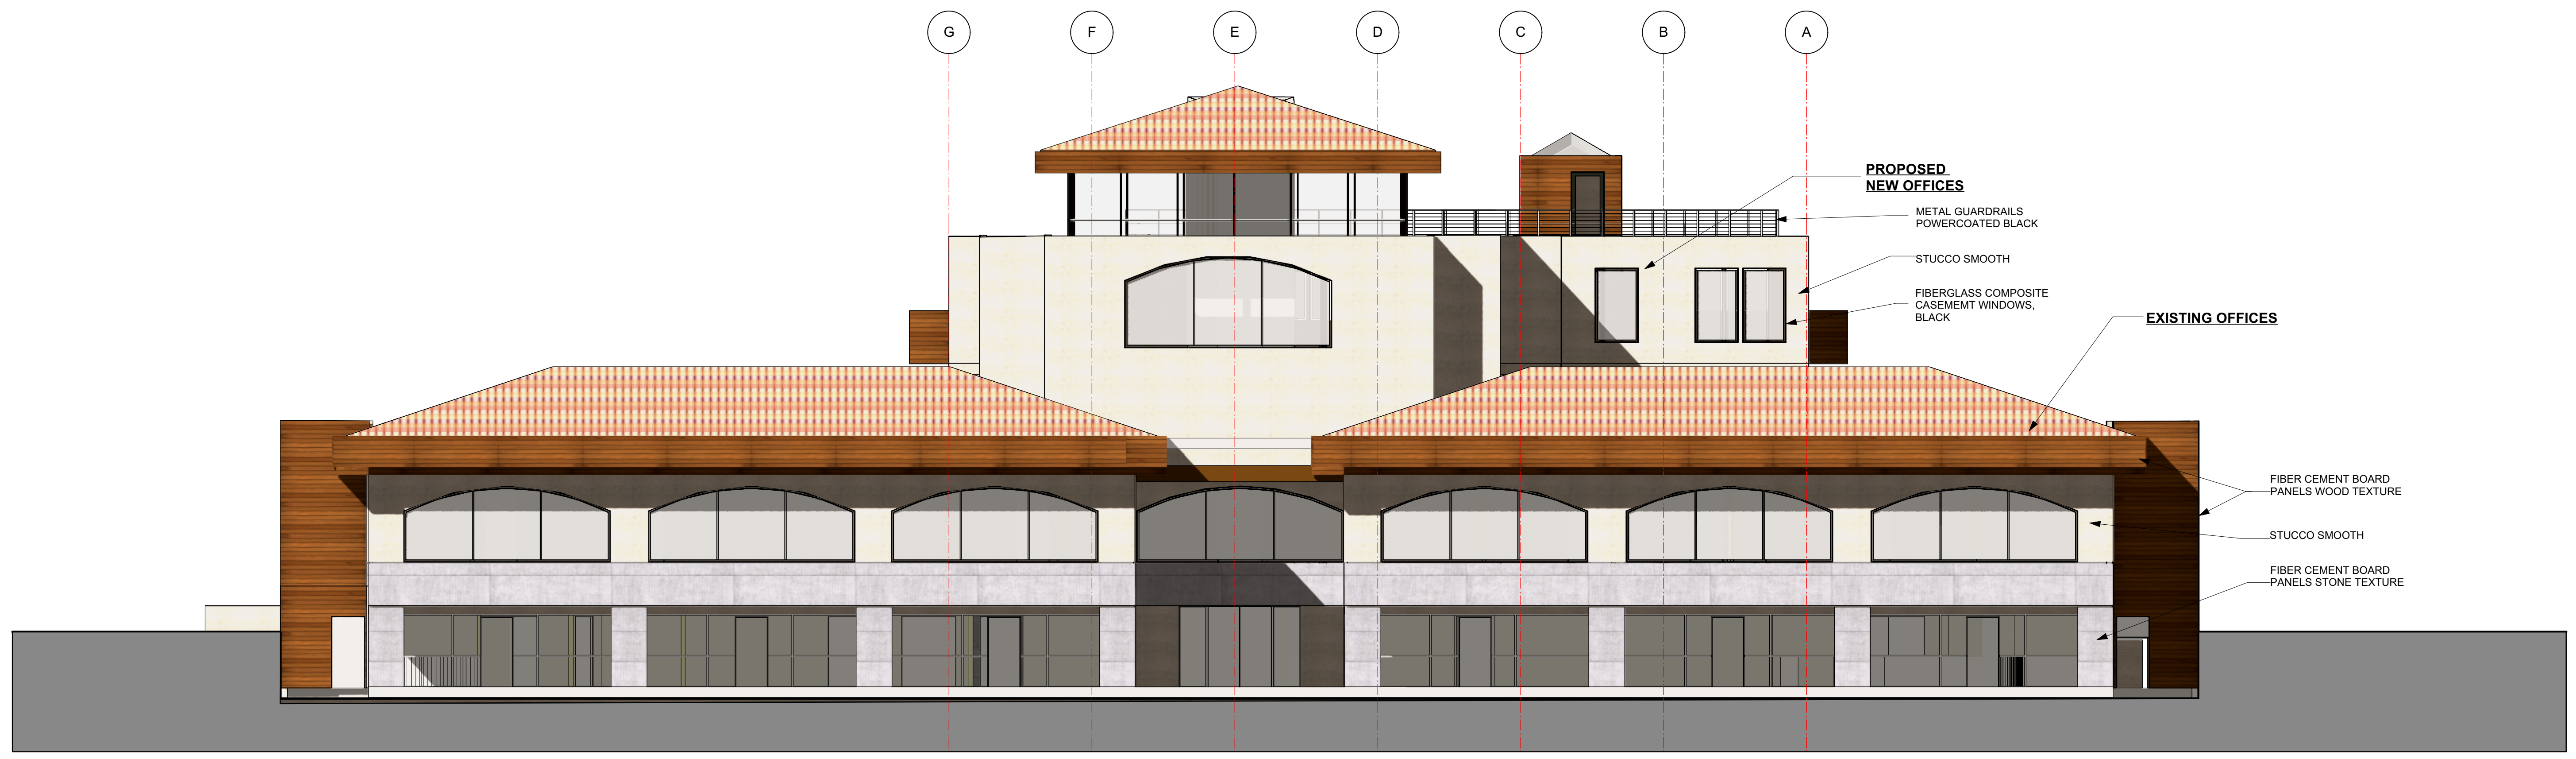 G F E D C B A
PROPOSED
NEW OFFICES
METAL GUARDRAILS
POWERCOATED BLACK
STUCCO SMOOTH
FIBERGLASS COMPOSITE
CASEMEMT WINDOWS,
BLACK
EXISTING OFFICES
FIBER CEMENT BOARD
PANELS WOOD TEXTURE
STUCCO SMOOTH
FIBER CEMENT BOARD
PANELS STONE TEXTURE